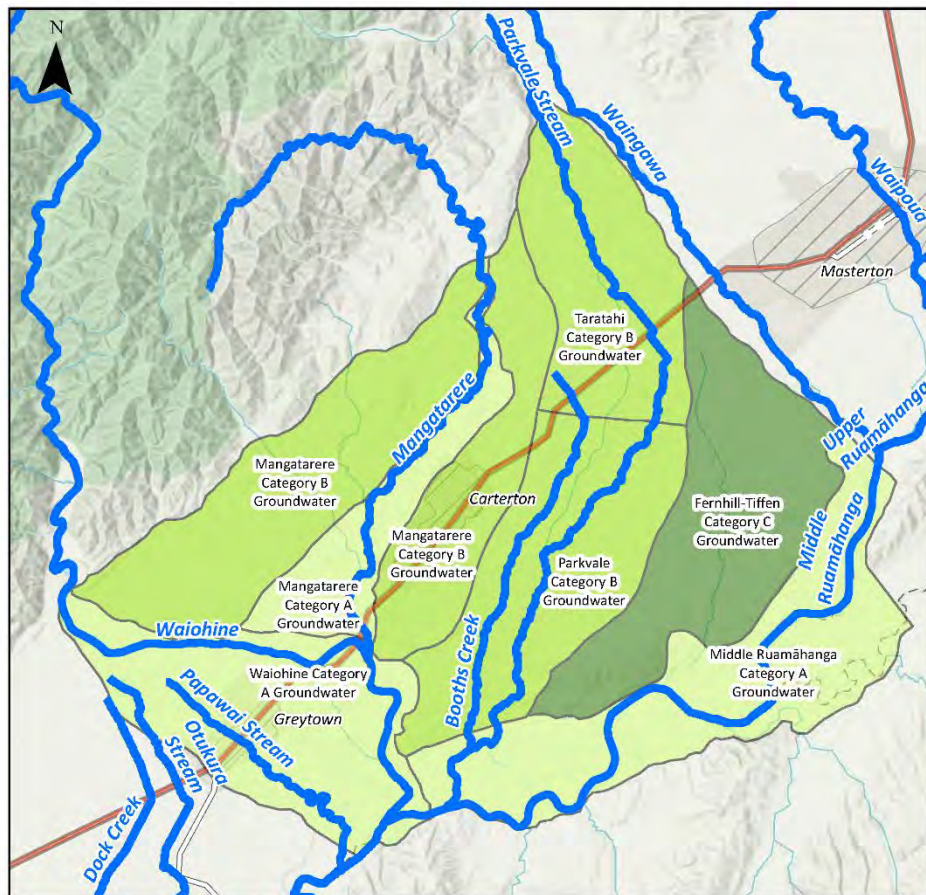 N
Parkvale Stream
Waingawa
Waipoua
Masterton
Taratahi
Category B
Groundwater
Mangatarere
Upper
Ruamāhanga
Mangatarere
Category B
Groundwater
Carterton
Fernhill-Tiffen
Category C
Groundwater
Middle
Ruamāhanga
Mangatarere
Category B
Groundwater
Parkvale
Category B
Groundwater
Mangatarere
Category A
Groundwater
Waiohine
Booths Creek
Middle Ruamāhanga
Category A
Groundwater
Waiohine Category
A Groundwater
Papawai Stream
Greytown
Otukura
Stream
Dock Creek